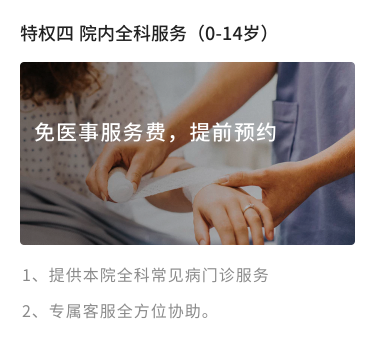 特权四 院内全科服务（0-14岁）
免医事服务费，提前预约
1、提供本院全科常见病门诊服务
2、专属客服全方位协助。